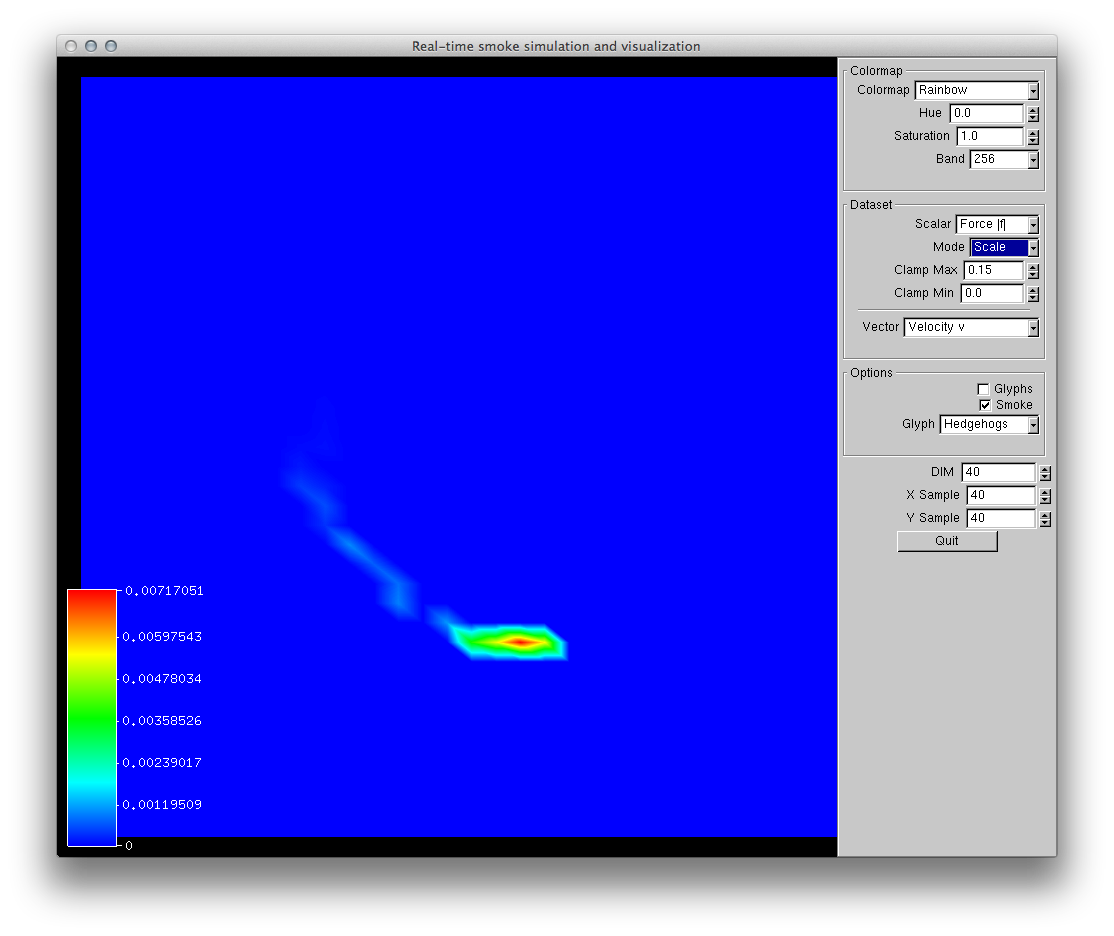 Real-time smoke simulation and visualization
Colormap
Colormap Rainbow
Hue 0.0
Saturation 1.0
Band 256
Dataset
Scalar Force |f|
Mode Scale
Clamp Max 0.15
Clamp Min 0.0
Vector Velocity v
Options
Glyphs
Smoke
Glyph Hedgehogs
DIM 40
X Sample 40
Y Sample 40
Quit
0.00717051
0.00597543
0.00478034
0.00358526
0.00239017
0.00119509
0